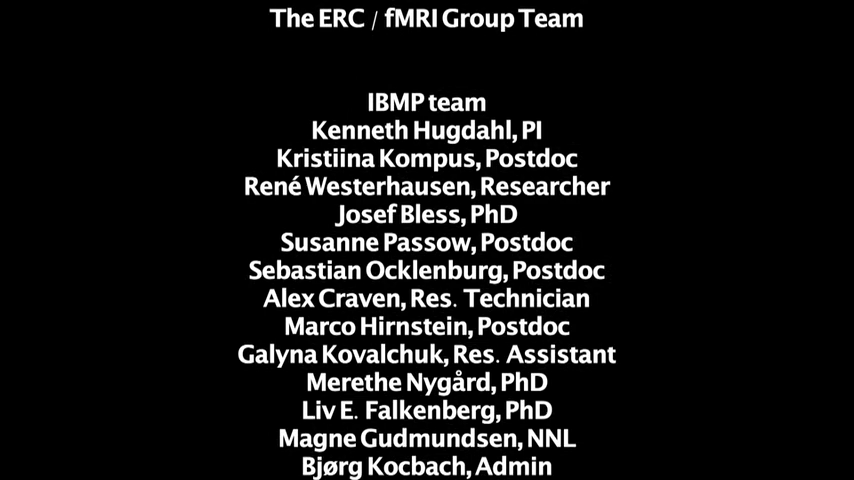 The ERC / fMRI Group Team
IBMP team
Kenneth Hugdahl, PI
Kristiina Kompus, Postdoc
René Westerhausen, Researcher
Josef Bless, PhD
Susanne Passow, Postdoc
Sebastian Ocklenburg, Postdoc
Alex Craven, Res. Technician
Marco Hirnstein, Postdoc
Galyna Kovalchuk, Res. Assistant
Merethe Nygård, PhD
Liv E. Falkenberg, PhD
Magne Gudmundsen, NNL
Bjørg Kocbach, Admin